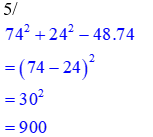 5/
74² + 24² − 48.74
= (74 − 24)²
= 30²
= 900